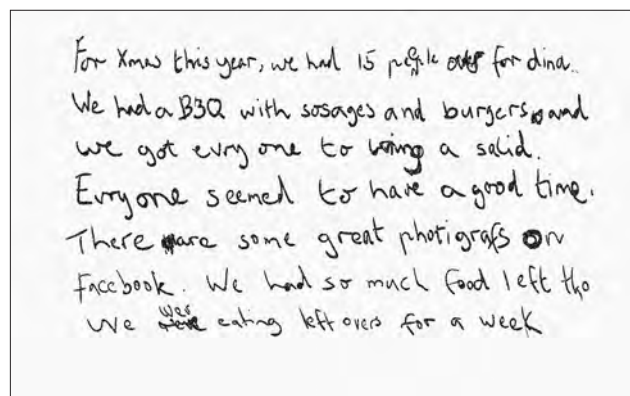 For Xmas this year, we had 15 people over for dina..
We had a B3Q with sosages and burgers and
we got evry one to bring a salid.
Evryone seemed to have a good time.
There are some great photigrafs on
Facebook. We had so much food left tho
we wer eating left overs for a week